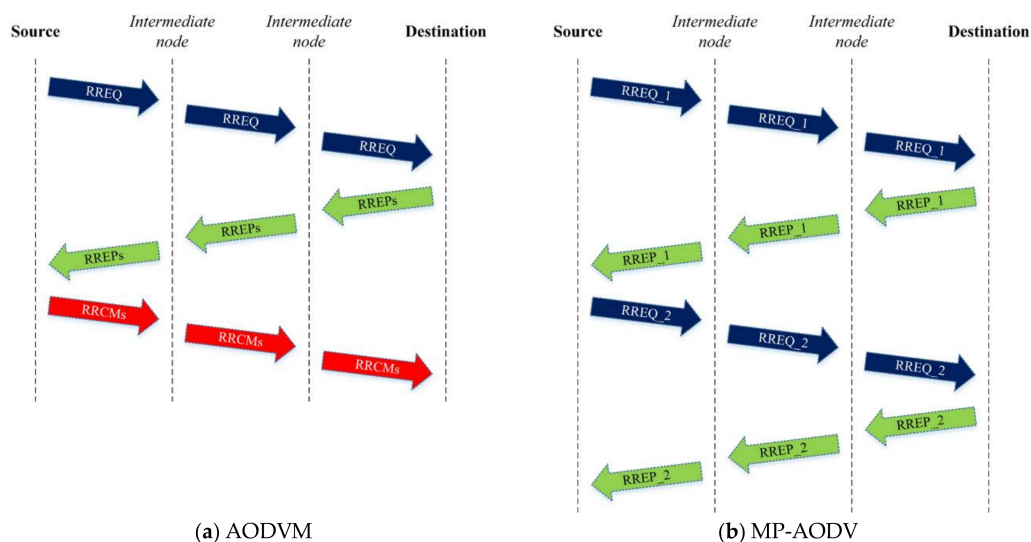 Source
Intermediate
node
Intermediate
node
Destination
RREQ
RREQ
RREQ
RREPs
RREPs
RREPs
RRCMs
RRCMs
RRCMs
(a) AODVM
Source
Intermediate
node
Intermediate
node
Destination
RREQ_1
RREQ_1
RREQ_1
RREP_1
RREP_1
RREP_1
RREQ_2
RREQ_2
RREQ_2
RREP_2
RREP_2
RREP_2
(b) MP-AODV